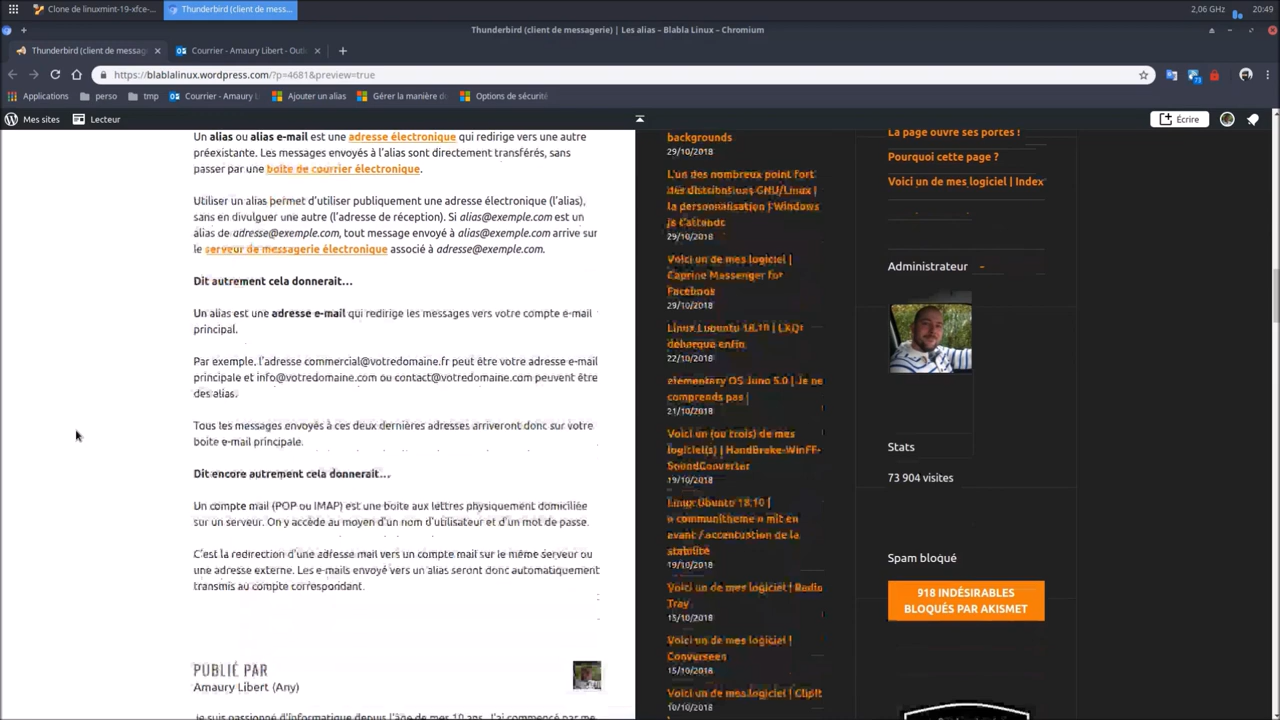 Clone de linuxmint-19-xfce-...
Thunderbird (client de mess...
2,06 GHz
20:49
Thunderbird (client de messagerie) | Les alias – Blabla Linux – Chromium
Thunderbird (client de messag
Courrier - Amaury Libert - Outl
https://blablalinux.wordpress.com/?p=4681&preview=true
Applications
perso
tmp
Courrier - Amaury L
Ajouter un alias
Gérer la manière d
Options de sécurité
Mes sites
Lecteur
Écrire
Un alias ou alias e-mail est une adresse électronique qui redirige vers une autre
préexistante. Les messages envoyés à l'alias sont directement transférés, sans
passer par une boîte de courrier électronique.
Utiliser un alias permet d'utiliser publiquement une adresse électronique (l'alias),
sans en divulguer une autre (l'adresse de réception). Si alias@exemple.com est un
alias de adresse@exemple.com, tout message envoyé à alias@exemple.com arrive sur
le serveur de messagerie électronique associé à adresse@exemple.com.
Dit autrement cela donnerait...
Un alias est une adresse e-mail qui redirige les messages vers votre compte e-mail
principal.
Par exemple, l'adresse commercial@votredomaine.fr peut être votre adresse e-mail
principale et info@votredomaine.com ou contact@votredomaine.com peuvent être
des alias.
Tous les messages envoyés à ces deux dernières adresses arriveront donc sur votre
boite e-mail principale.
Dit encore autrement cela donnerait...
Un compte mail (POP ou IMAP) est une boite aux lettres physiquement domiciliée
sur un serveur. On y accède au moyen d'un nom d'utilisateur et d'un mot de passe.
C'est la redirection d'une adresse mail vers un compte mail sur le même serveur ou
une adresse externe. Les e-mails envoyé vers un alias seront donc automatiquement
transmis au compte correspondant.
PUBLIÉ PAR
Amaury Libert (Any)
Je suis passionné d'informatique depuis l'âge de mes 10 ans. J'ai commencé par me
backgrounds
29/10/2018
L'un des nombreux point fort
des distributions GNU/Linux |
la personnalisation | Windows
je t'attends
29/10/2018
Voici un de mes logiciel |
Caprine Messenger for
Facebook
29/10/2018
Linux Lubuntu 18.10 | LXQt
débarque enfin
22/10/2018
elementary OS Juno 5.0 | Je ne
comprends pas |
21/10/2018
Voici un (ou trois) de mes
logiciel(s) | HandBrake-WinFF-
SoundConverter
19/10/2018
Linux Ubuntu 18.10 |
« communitheme » mit en
avant / accentuation de la
19/10/2018
Voici un de mes logiciel | Radio
Tray
15/10/2018
Voici un de mes logiciel |
Converseen
15/10/2018
Voici un de mes logiciel | ClipIt
10/10/2018
La page ouvre ses portes !
Pourquoi cette page ?
Voici un de mes logiciel | Index
Administrateur
Stats
73 904 visites
Spam bloqué
918 INDÉSIRABLES
BLOQUÉS PAR AKISMET